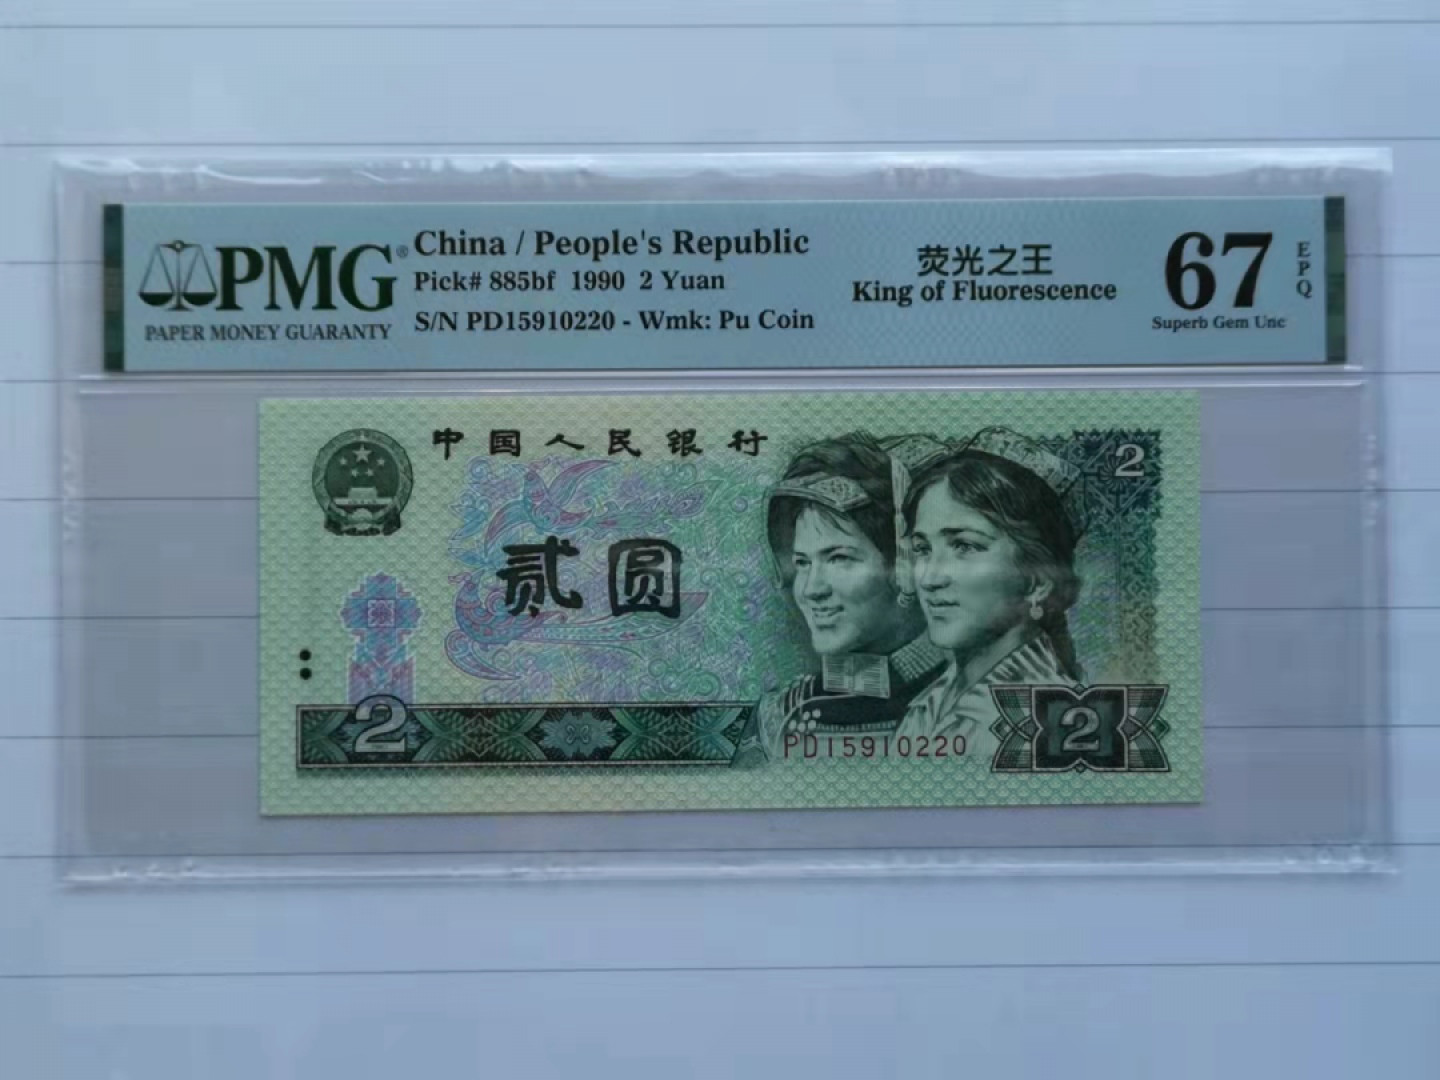 PMG®
PAPER MONEY GUARANTY
China / People's Republic
Pick# 885bf 1990 2 Yuan
S/N PD15910220 - Wmk: Pu Coin
荧光之王
King of Fluorescence
67
EPQ
Superb Gem Unc
中国人民银行
2
贰圆
2
PD15910220
2